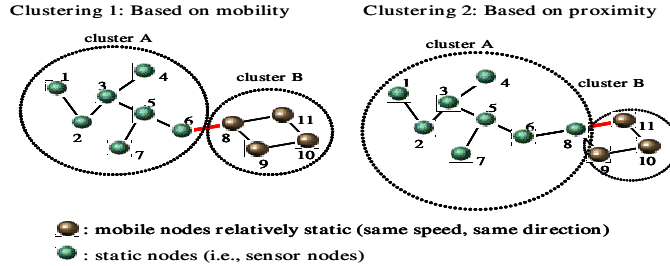 Clustering 1: Based on mobility
Clustering 2: Based on proximity
cluster A
1
3
4
5
2
6
7
cluster B
8
11
9
10
cluster A
1
3
4
5
2
6
7
8
cluster B
11
9
10
: mobile nodes relatively static (same speed, same direction)
: static nodes (i.e., sensor nodes)